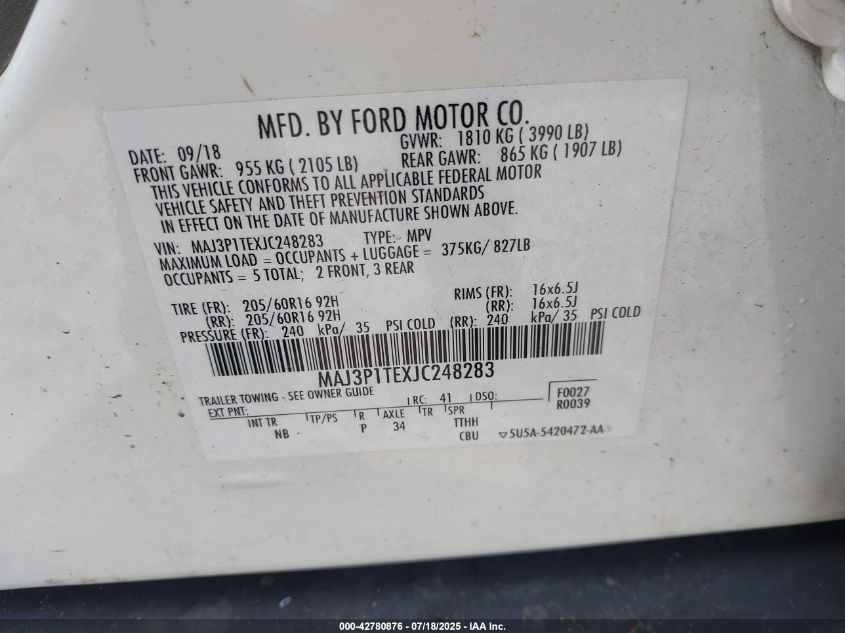 MFD. BY FORD MOTOR CO.
DATE: 09/18 GVWR: 1810 KG ( 3990 LB)
FRONT GAWR: 955 KG ( 2105 LB) REAR GAWR: 865 KG ( 1907 LB)
THIS VEHICLE CONFORMS TO ALL APPLICABLE FEDERAL MOTOR
VEHICLE SAFETY AND THEFT PREVENTION STANDARDS
IN EFFECT ON THE DATE OF MANUFACTURE SHOWN ABOVE.
VIN: MAJ3P1TEXJC248283 TYPE: MPV
MAXIMUM LOAD = OCCUPANTS + LUGGAGE = 375KG/ 827LB
OCCUPANTS = 5 TOTAL; 2 FRONT, 3 REAR
TIRE (FR): 205/60R16 92H RIMS (FR): 16x6.5J
(RR): 205/60R16 92H (RR): 16x6.5J
PRESSURE (FR): 240 kPa/ 35 PSI COLD (RR): 240 kPa/ 35 PSI COLD
MAJ3P1TEXJC248283
TRAILER TOWING - SEE OWNER GUIDE
EXT PNT: RC: 41 DSO: F0027
R0039
INT TR TP/PS R AXLE TR SPR
NB P 34 TTHH
CBU 5U5A-5420472-AA
000-42780876 / 07/18/2025 - IAA Inc.